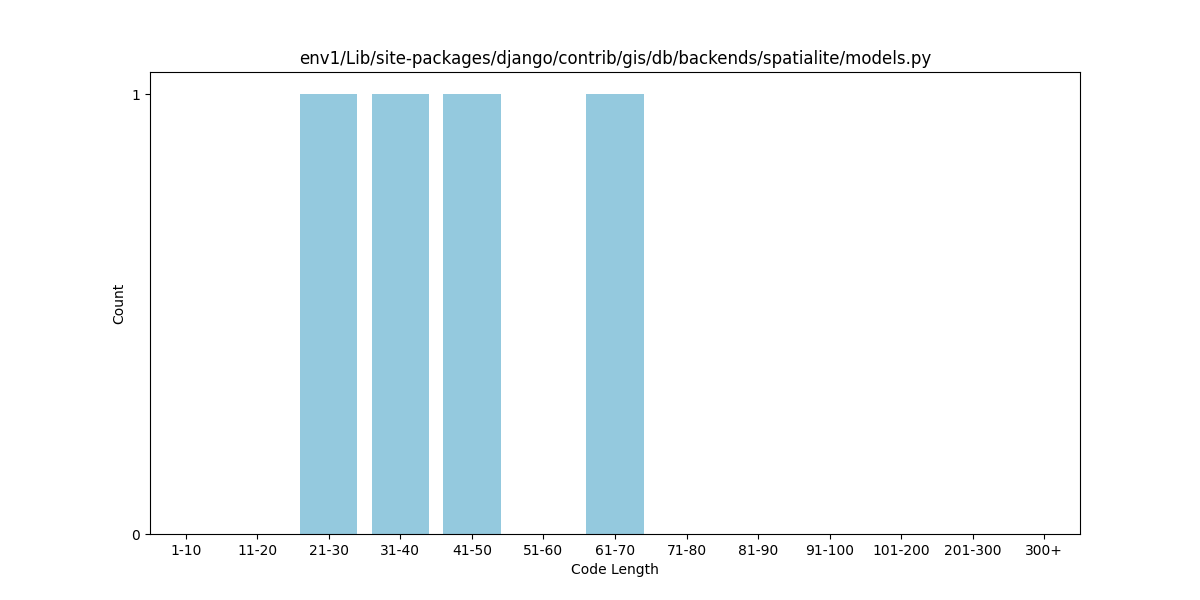 env1/Lib/site-packages/django/contrib/gis/db/backends/spatialite/models.py
1
Count
0
1-10 11-20 21-30 31-40 41-50 51-60 61-70 71-80 81-90 91-100 101-200 201-300 300+
Code Length